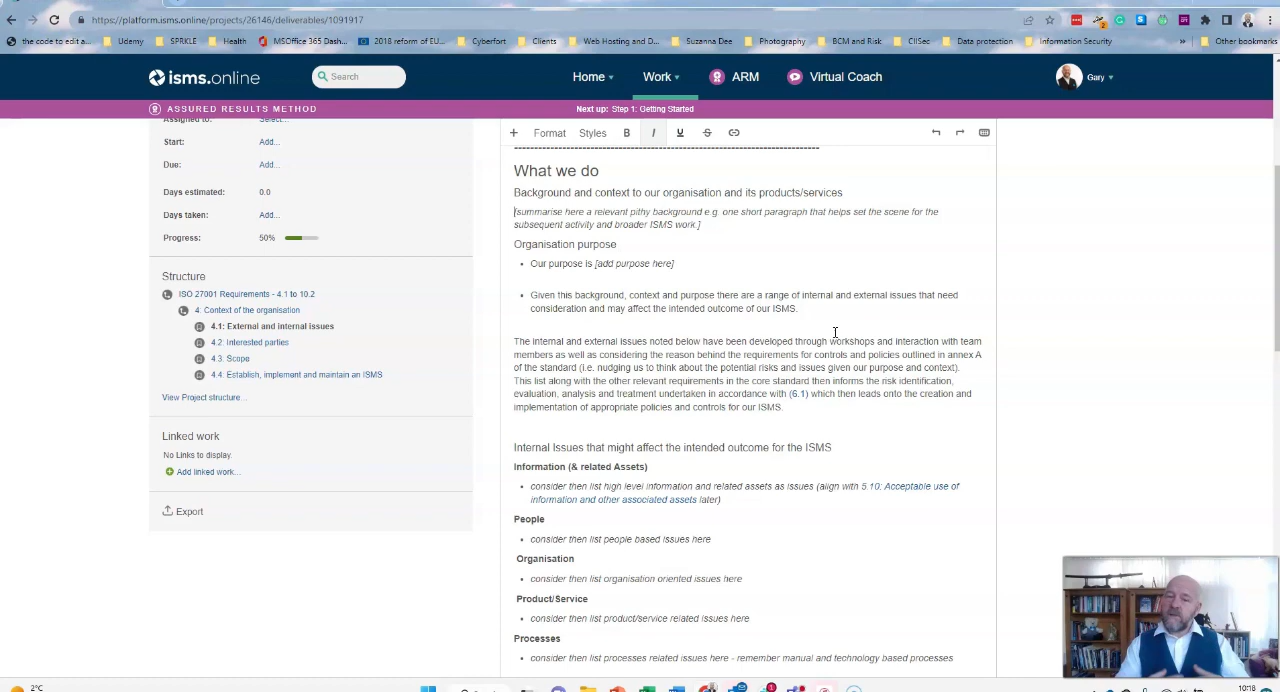 https://platform.isms.online/projects/26146/deliverables/1091917
the code to edit a...
Udemy
SPRKLE
Health
MSOffice 365 Subn...
2018 reform of EU...
Cyberfort
Clients
Web Hosting and D...
Suzanna Dee
Photography
BCM and Risk
CIISec
Data protection
Information Security
Other bookmarks
isms.online
Search
Home
Work
ARM
Virtual Coach
Gary
ASSURED RESULTS METHOD
Next up: Step 1: Getting Started
Assigned to:
Select...
Start:
Add...
Due:
Add...
Days estimated:
0.0
Days taken:
Add...
Progress:
50%
Structure
ISO 27001 Requirements - 4.1 to 10.2
4: Context of the organisation
4.1: External and internal issues
4.2: Interested parties
4.3: Scope
4.4: Establish, implement and maintain an ISMS
View Project structure...
Linked work
No Links to display.
Add linked work...
Export
+ Format Styles B I U S
What we do
Background and context to our organisation and its products/services
[summarise here a relevant pithy background e.g. one short paragraph that helps set the scene for the
subsequent activity and broader ISMS work.]
Organisation purpose
• Our purpose is [add purpose here]
• Given this background, context and purpose there are a range of internal and external issues that need
consideration and may affect the intended outcome of our ISMS.
The internal and external issues noted below have been developed through workshops and interaction with team
members as well as considering the reason behind the requirements for controls and policies outlined in annex A
of the standard (i.e. nudging us to think about the potential risks and issues given our purpose and context).
This list along with the other relevant requirements in the core standard then informs the risk identification,
evaluation, analysis and treatment undertaken in accordance with (6.1) which then leads onto the creation and
implementation of appropriate policies and controls for our ISMS.
Internal Issues that might affect the intended outcome for the ISMS
Information (& related Assets)
• consider then list high level information and related assets as issues (align with 5.10: Acceptable use of
information and other associated assets later)
People
• consider then list people based issues here
Organisation
• consider then list organisation oriented issues here
Product/Service
• consider then list product/service related issues here
Processes
• consider then list processes related issues here - remember manual and technology based processes
2°C
10:18